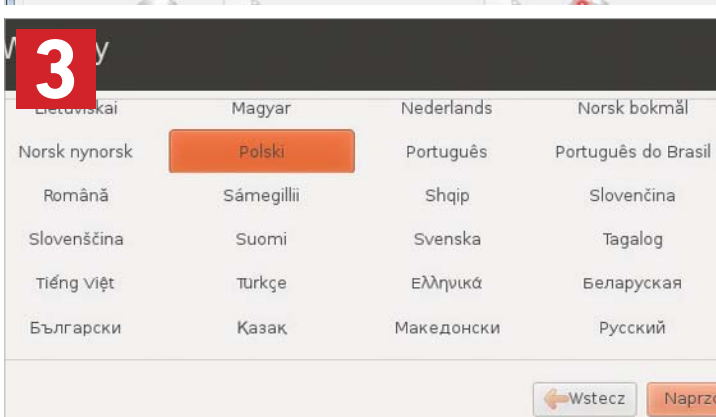 3
Magyar Nederlands Norsk bokmål
Norsk nynorsk Polski Português Português do Brasil
Română Sámegillii Shqip Slovenčina
Slovenščina Suomi Svenska Tagalog
Tiếng Việt Türkçe Ελληνικά Беларуская
Български Қазақ Македонски Русский
Wstecz